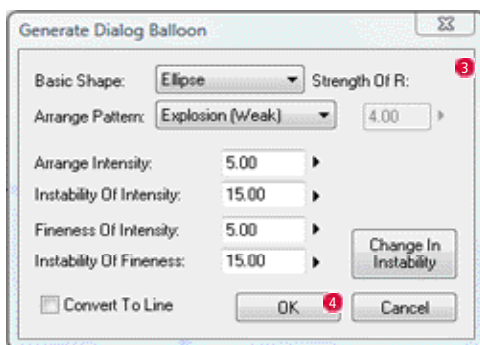 Generate Dialog Balloon
3
Basic Shape: Ellipse Strength Of R:
Arrange Pattern: Explosion (Weak) 4.00
Arrange Intensity: 5.00
Instability Of Intensity: 15.00
Fineness Of Intensity: 5.00
Instability Of Fineness: 15.00
Change In
Instability
Convert To Line OK 4 Cancel